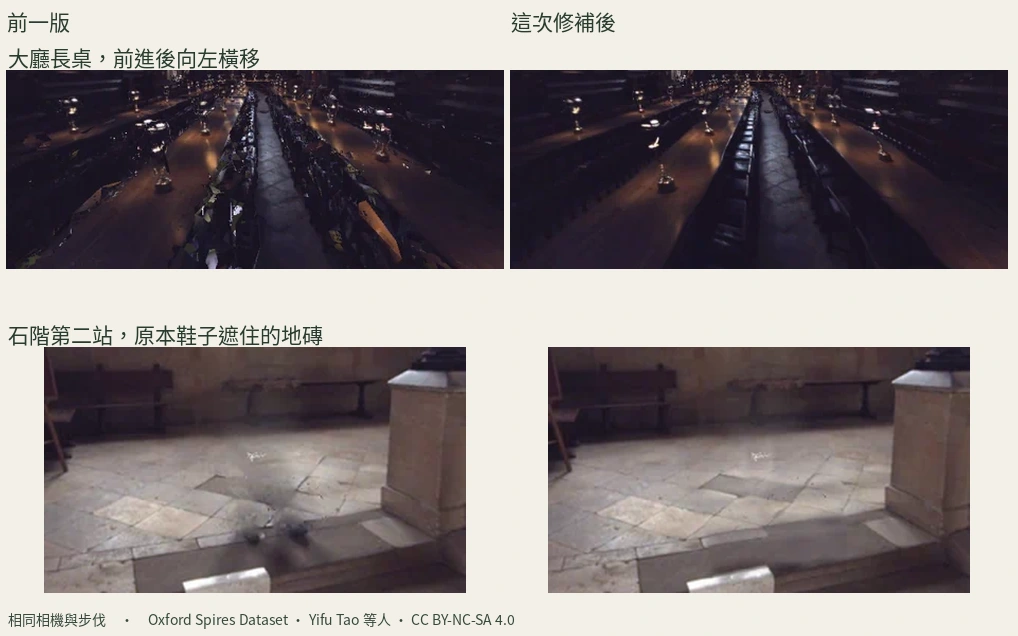 前一版
這次修補後
大廳長桌，前進後向左橫移
石階第二站，原本鞋子遮住的地磚
相同相機與步伐 · Oxford Spires Dataset · Yifu Tao 等人 · CC BY-NC-SA 4.0